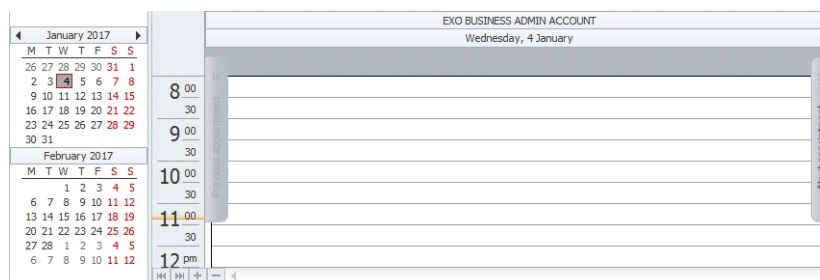 January 2017
M T W T F S S
26 27 28 29 30 31 1
2 3 4 5 6 7 8
9 10 11 12 13 14 15
16 17 18 19 20 21 22
23 24 25 26 27 28 29
30 31
February 2017
M T W T F S S
1 2 3 4 5
6 7 8 9 10 11 12
13 14 15 16 17 18 19
20 21 22 23 24 25 26
27 28 1 2 3 4 5
6 7 8 9 10 11 12
EXO BUSINESS ADMIN ACCOUNT
Wednesday, 4 January
8 00
30
9 00
30
10 00
30
11 00
30
12 pm
Previous appointment